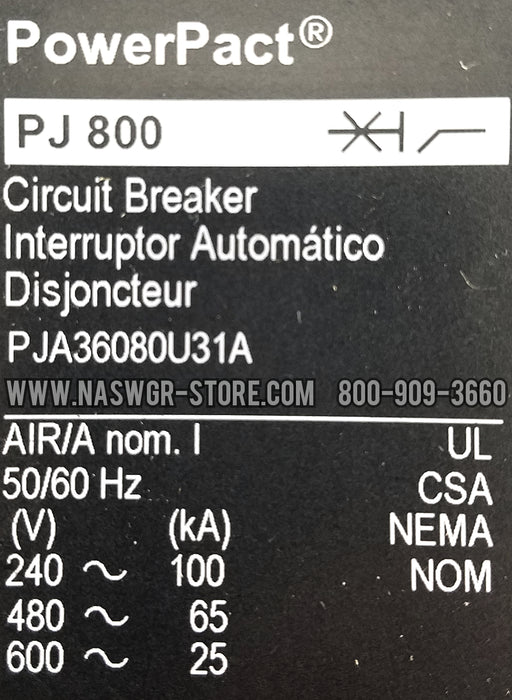 PowerPact®
PJ 800
Circuit Breaker
Interruptor Automático
Disjoncteur
PJA36080U31A
WWW.NASWGR-STORE.COM 800-909-3660
AIR/A nom. I UL
50/60 Hz CSA
(V) (kA) NEMA
240 ~ 100 NOM
480 ~ 65
600 ~ 25